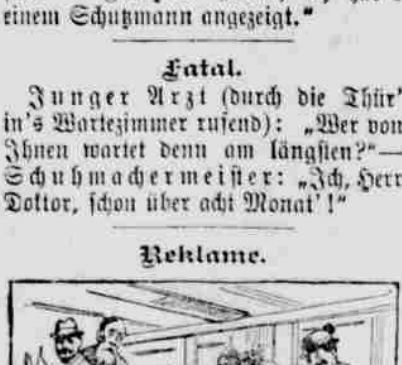 einem Schutzmann angezeigt."
Fatal.
Junger Arzt (durch die Thür'
in's Wartezimmer rufend): „Wer von
Ihnen wartet denn am längsten?"—
Schuhmachermeister: „Ich, Herr
Doktor, schon über acht Monat'!"
Reklame.